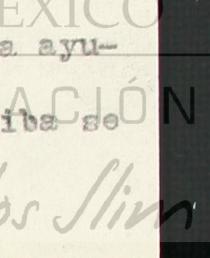 EXICO
a ayu-
ACIÓN
iba se
os Slim